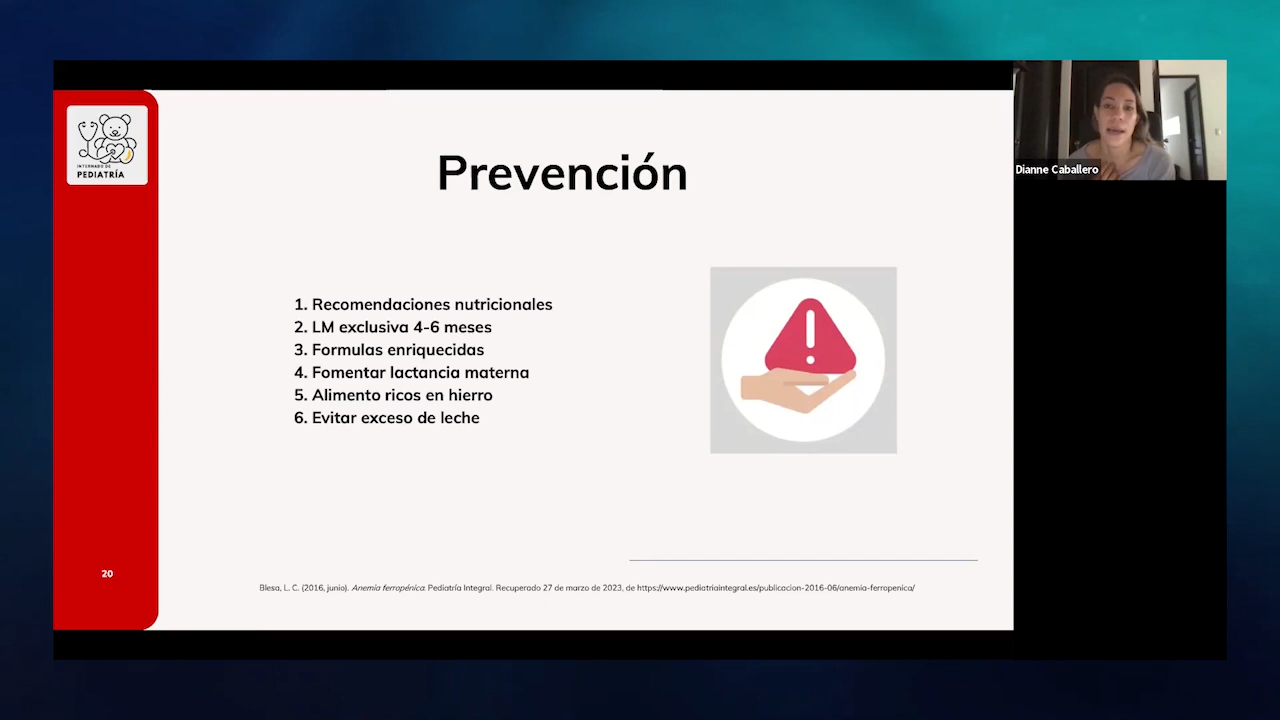 INTERNADO DE
PEDIATRÍA
Prevención
1. Recomendaciones nutricionales
2. LM exclusiva 4-6 meses
3. Formulas enriquecidas
4. Fomentar lactancia materna
5. Alimento ricos en hierro
6. Evitar exceso de leche
20
Blesa, L. C. (2016, junio). Anemia ferropénica. Pediatría Integral. Recuperado 27 de marzo de 2023, de https://www.pediatriaintegral.es/publicacion-2016-06/anemia-ferropenica/
Dianne Caballero